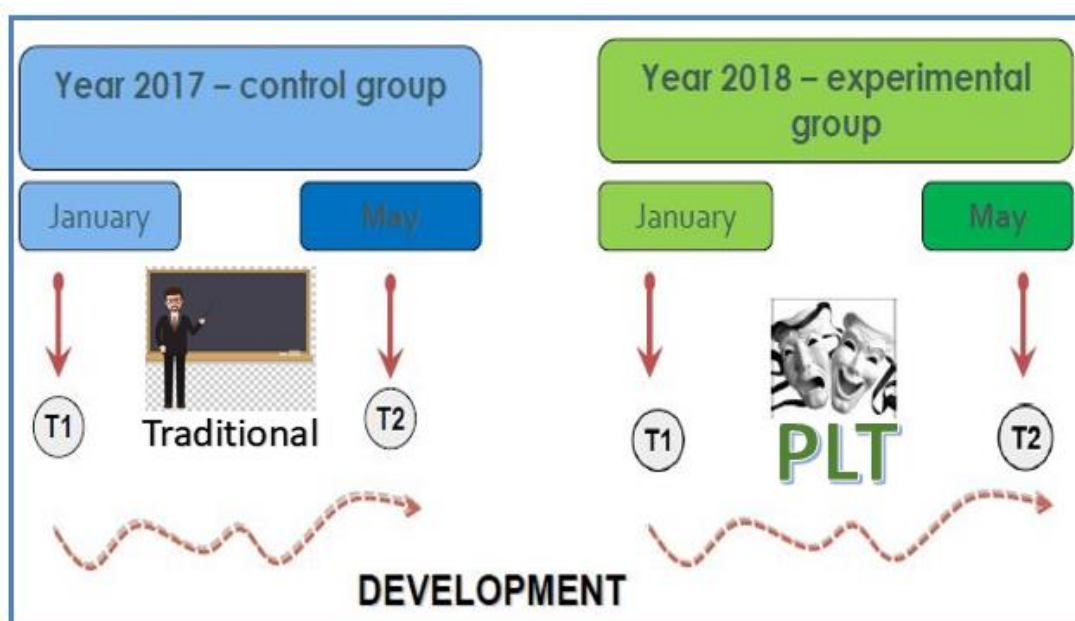 Year 2017 – control group
Year 2018 – experimental
group
January
May
January
May
Traditional
PLT
T1
T2
T1
T2
DEVELOPMENT